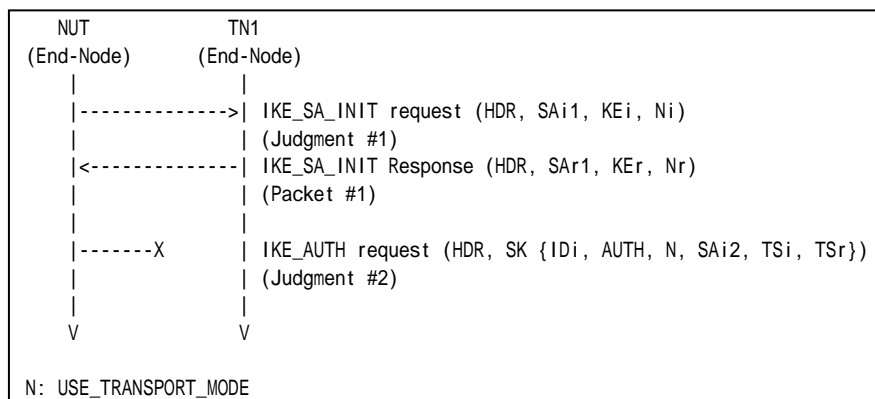 NUT TN1
(End-Node) (End-Node)
| |
|-------------->| IKE_SA_INIT request (HDR, SAi1, KEi, Ni)
| | (Judgment #1)
|<--------------| IKE_SA_INIT Response (HDR, SAr1, KEr, Nr)
| | (Packet #1)
| |
|-------X | IKE_AUTH request (HDR, SK {IDi, AUTH, N, SAi2, TSi, TSr})
| | (Judgment #2)
| |
V V
N: USE_TRANSPORT_MODE